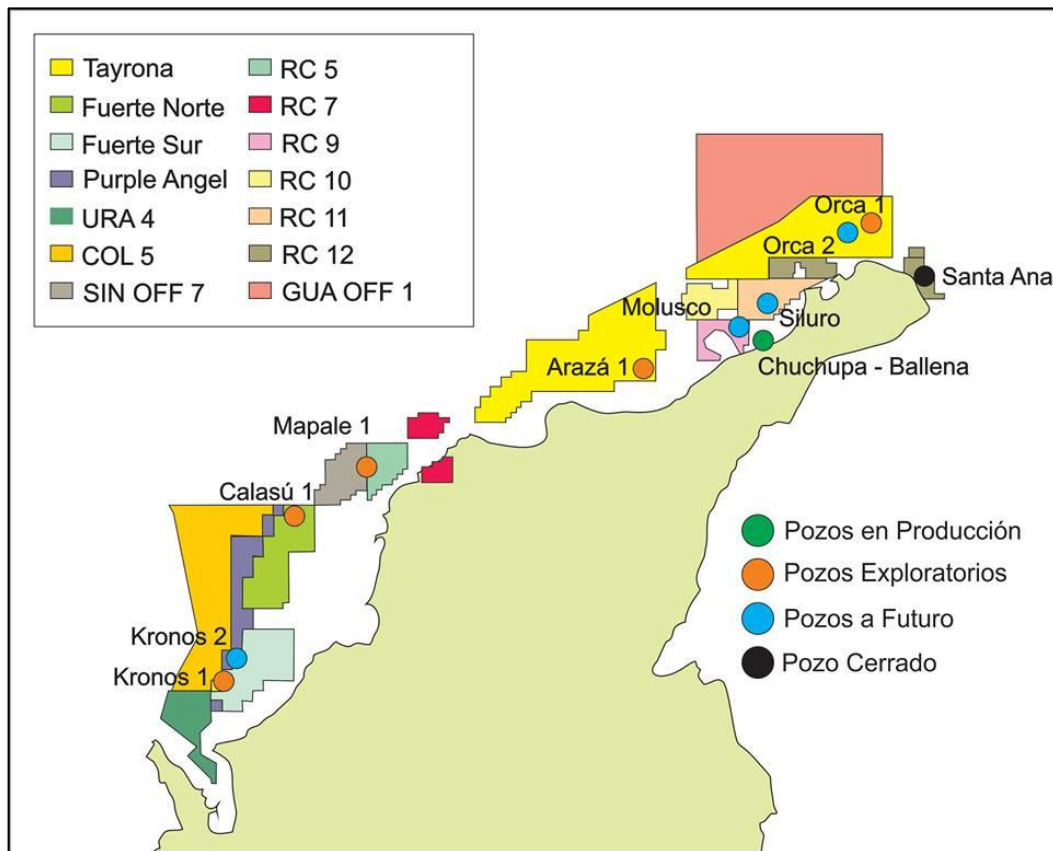 Tayrona
Fuerte Norte
Fuerte Sur
Purple Angel
URA 4
COL 5
SIN OFF 7
RC 5
RC 7
RC 9
RC 10
RC 11
RC 12
GUA OFF 1
Orca 1
Orca 2
Santa Ana
Molusco
Siluro
Chuchupa - Ballena
Arazá 1
Mapale 1
Calasú 1
Kronos 2
Kronos 1
Pozos en Producción
Pozos Exploratorios
Pozos a Futuro
Pozo Cerrado